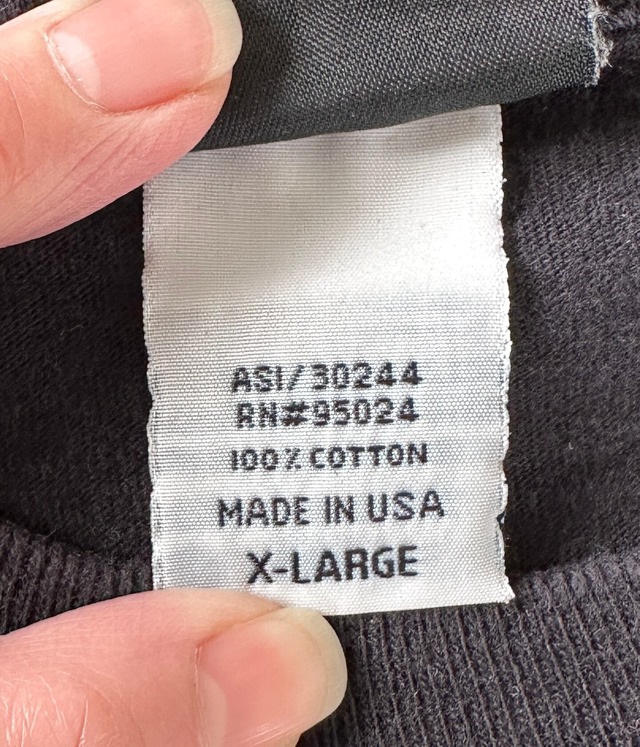 ASI/30244
RN#95024
100% COTTON
MADE IN USA
X-LARGE